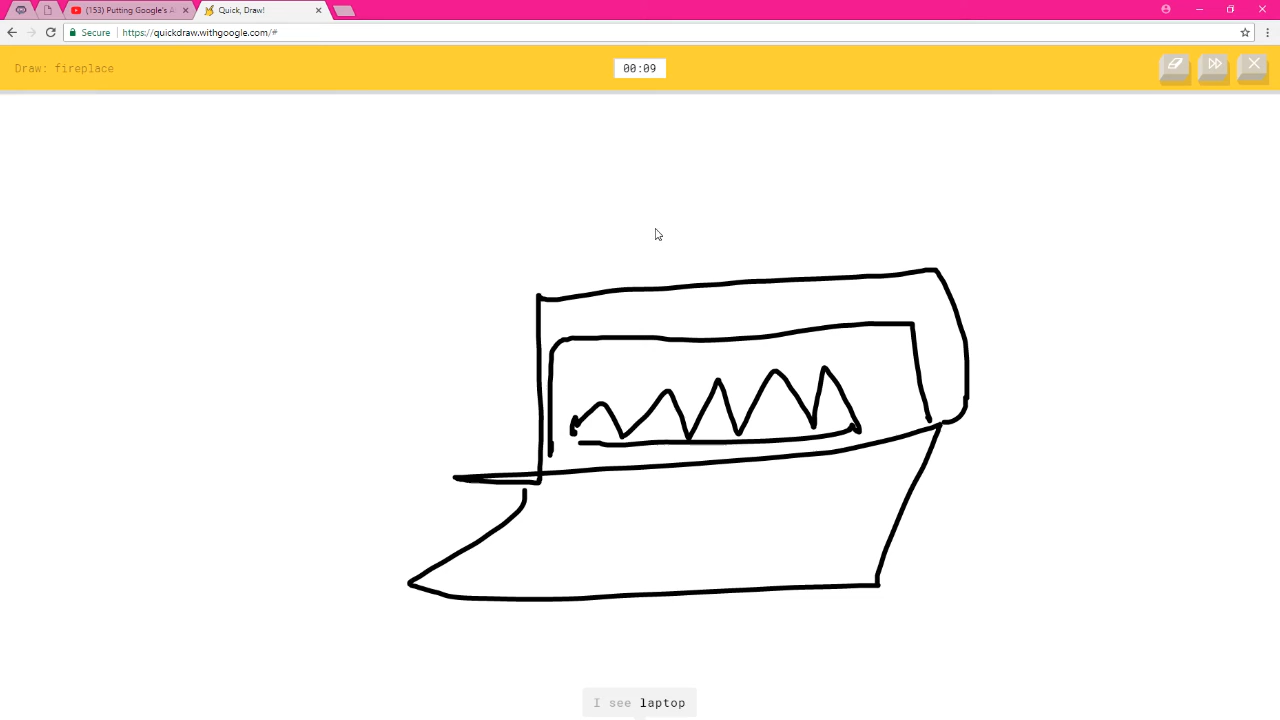 (153) Putting Google's A
Quick, Draw!
Secure
https://quickdraw.withgoogle.com/#
Draw: fireplace
00:09
I see laptop